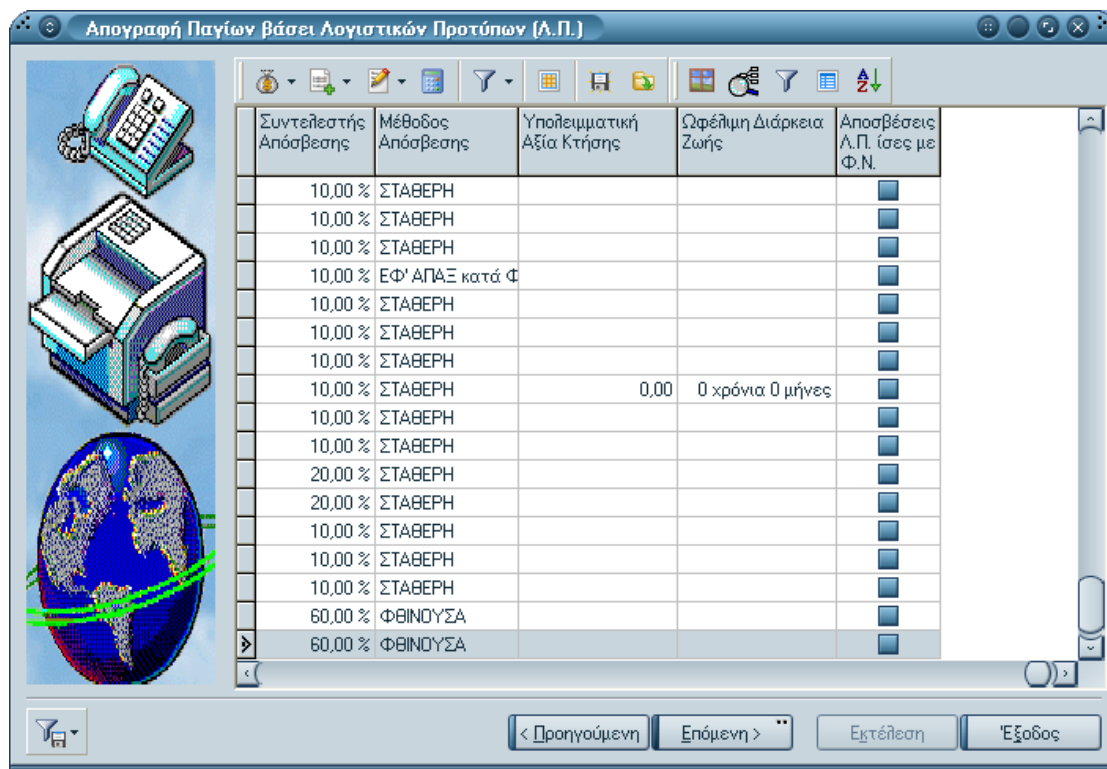 Απογραφή Παγίων βάσει Λογιστικών Προτύπων (Λ.Π.)
Συντελεστής Απόσβεσης Μέθοδος Απόσβεσης Υπολειμματική Αξία Κτήσης Ωφέλιμη Διάρκεια Ζωής Αποσβέσεις Λ.Π. ίσες με Φ.Ν.
10,00 % ΣΤΑΘΕΡΗ
10,00 % ΣΤΑΘΕΡΗ
10,00 % ΣΤΑΘΕΡΗ
10,00 % ΕΦ' ΑΠΑΞ κατά Φ
10,00 % ΣΤΑΘΕΡΗ
10,00 % ΣΤΑΘΕΡΗ
10,00 % ΣΤΑΘΕΡΗ
10,00 % ΣΤΑΘΕΡΗ 0,00 0 χρόνια 0 μήνες
10,00 % ΣΤΑΘΕΡΗ
10,00 % ΣΤΑΘΕΡΗ
20,00 % ΣΤΑΘΕΡΗ
20,00 % ΣΤΑΘΕΡΗ
10,00 % ΣΤΑΘΕΡΗ
10,00 % ΣΤΑΘΕΡΗ
10,00 % ΣΤΑΘΕΡΗ
60,00 % ΦΘΙΝΟΥΣΑ
60,00 % ΦΘΙΝΟΥΣΑ
< Προηγούμενη Επόμενη > Εκτέλεση Έξοδος